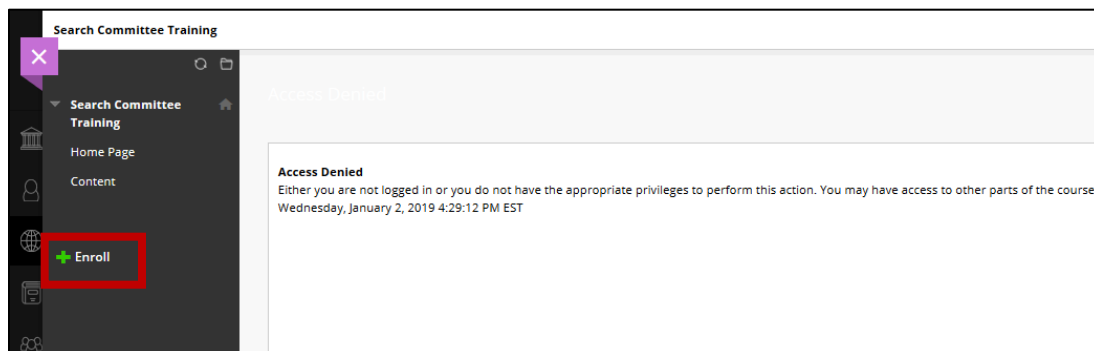 Search Committee Training
Search Committee
Training
Home Page
Content
Enroll
Access Denied
Access Denied
Either you are not logged in or you do not have the appropriate privileges to perform this action. You may have access to other parts of the course
Wednesday, January 2, 2019 4:29:12 PM EST